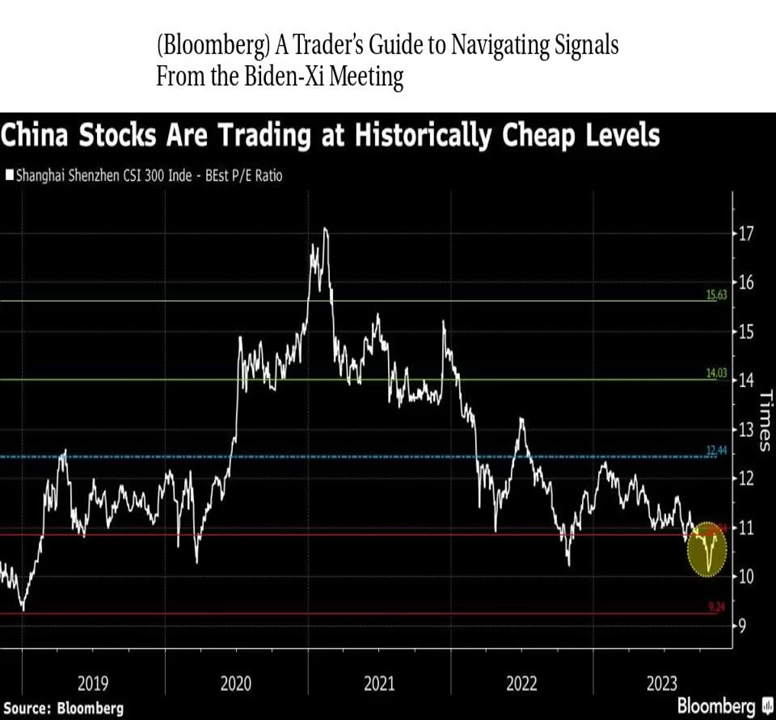 (Bloomberg) A Trader's Guide to Navigating Signals
From the Biden-Xi Meeting
China Stocks Are Trading at Historically Cheap Levels
Shanghai Shenzhen CSI 300 Inde - BEst P/E Ratio
17
16
15.63
15
14.03
14
Times
13
12.44
12
11
10
9.24
9
2019 2020 2021 2022 2023
Source: Bloomberg
Bloomberg